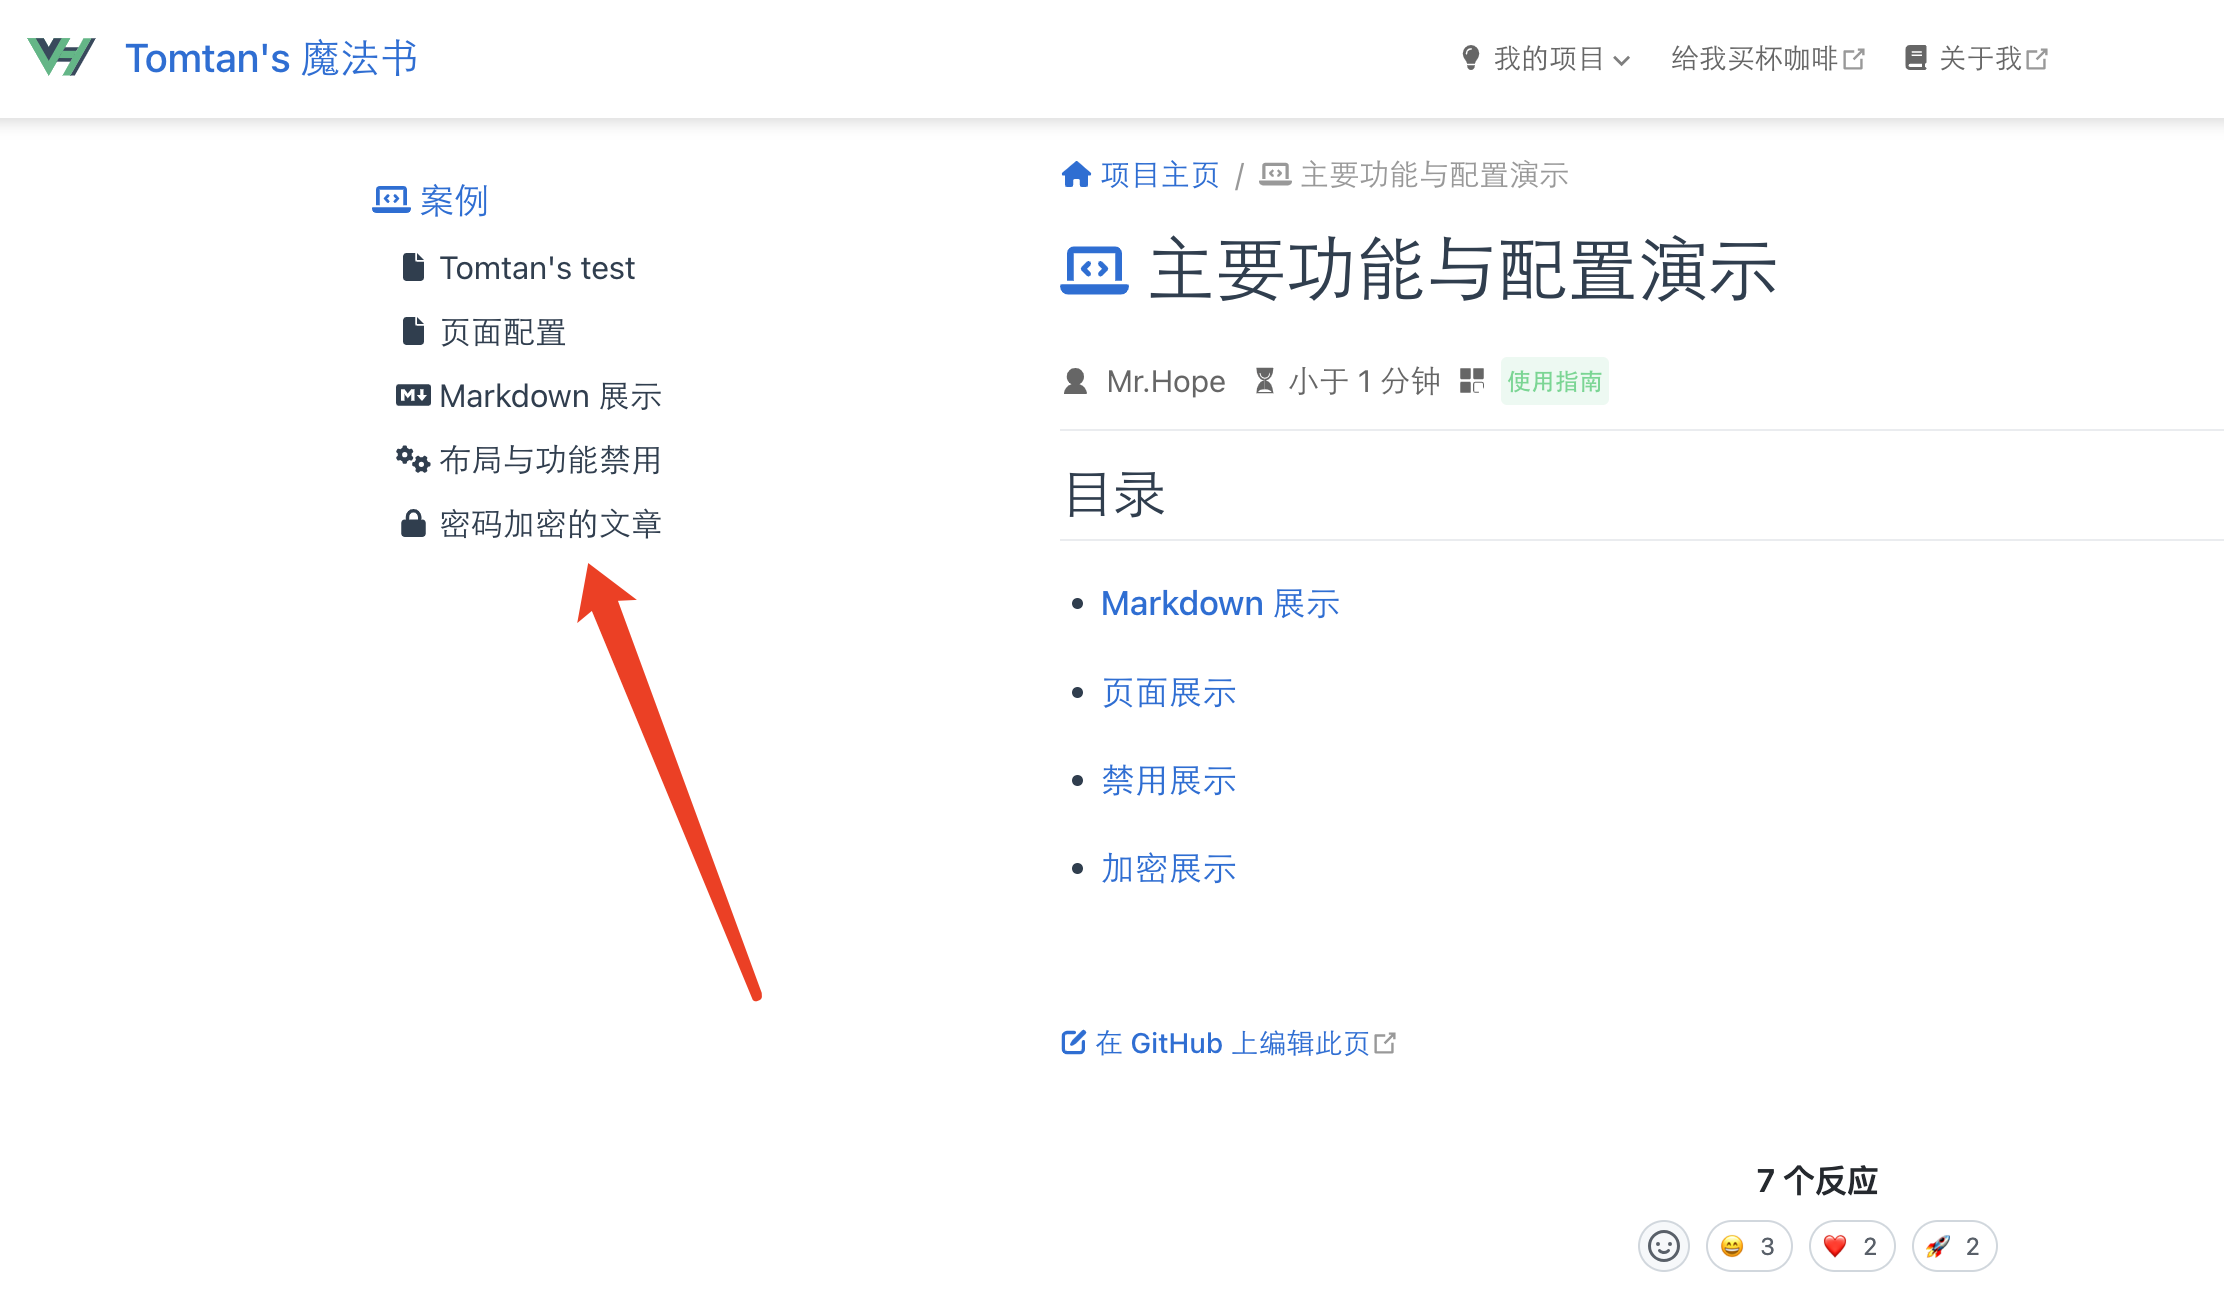 Tomtan's 魔法书
我的项目 给我买杯咖啡 关于我
案例
Tomtan's test
页面配置
Markdown 展示
布局与功能禁用
密码加密的文章
项目主页 / 主要功能与配置演示
主要功能与配置演示
Mr.Hope 小于 1 分钟 使用指南
目录
Markdown 展示
页面展示
禁用展示
加密展示
在 GitHub 上编辑此页
7 个反应
😄 3 ❤️ 2 🚀 2